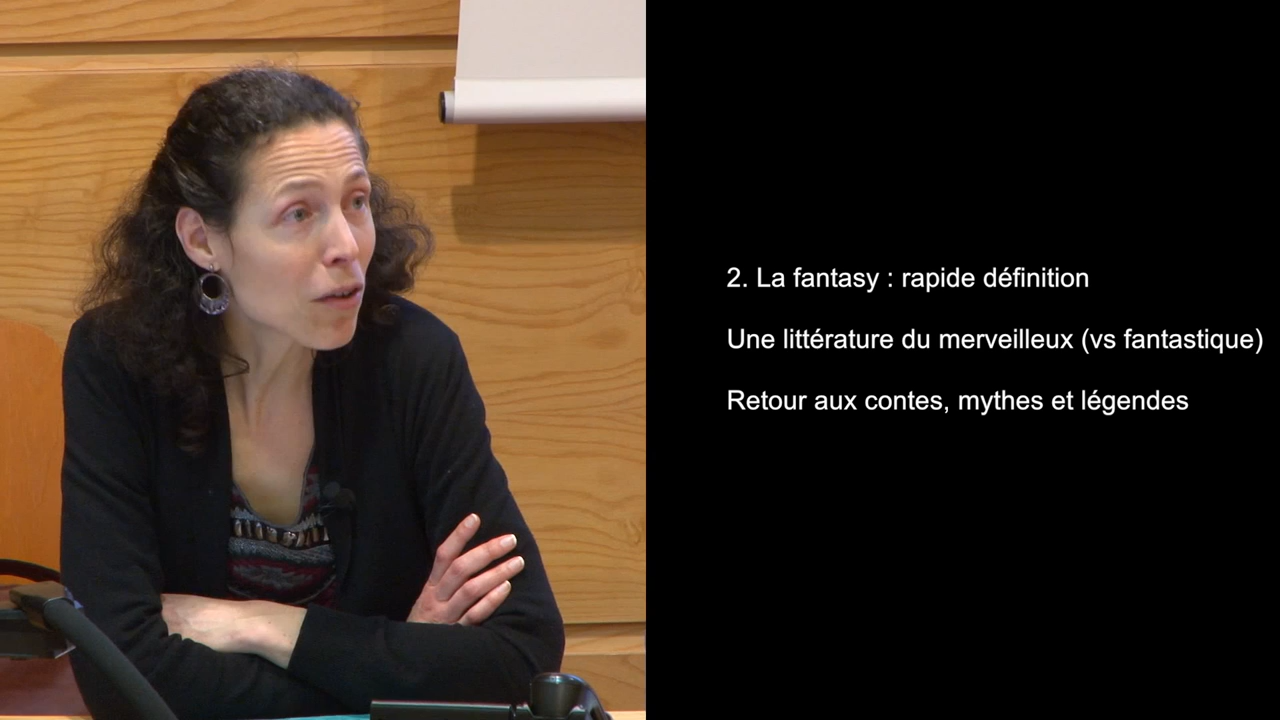 2. La fantasy : rapide définition
Une littérature du merveilleux (vs fantastique)
Retour aux contes, mythes et légendes